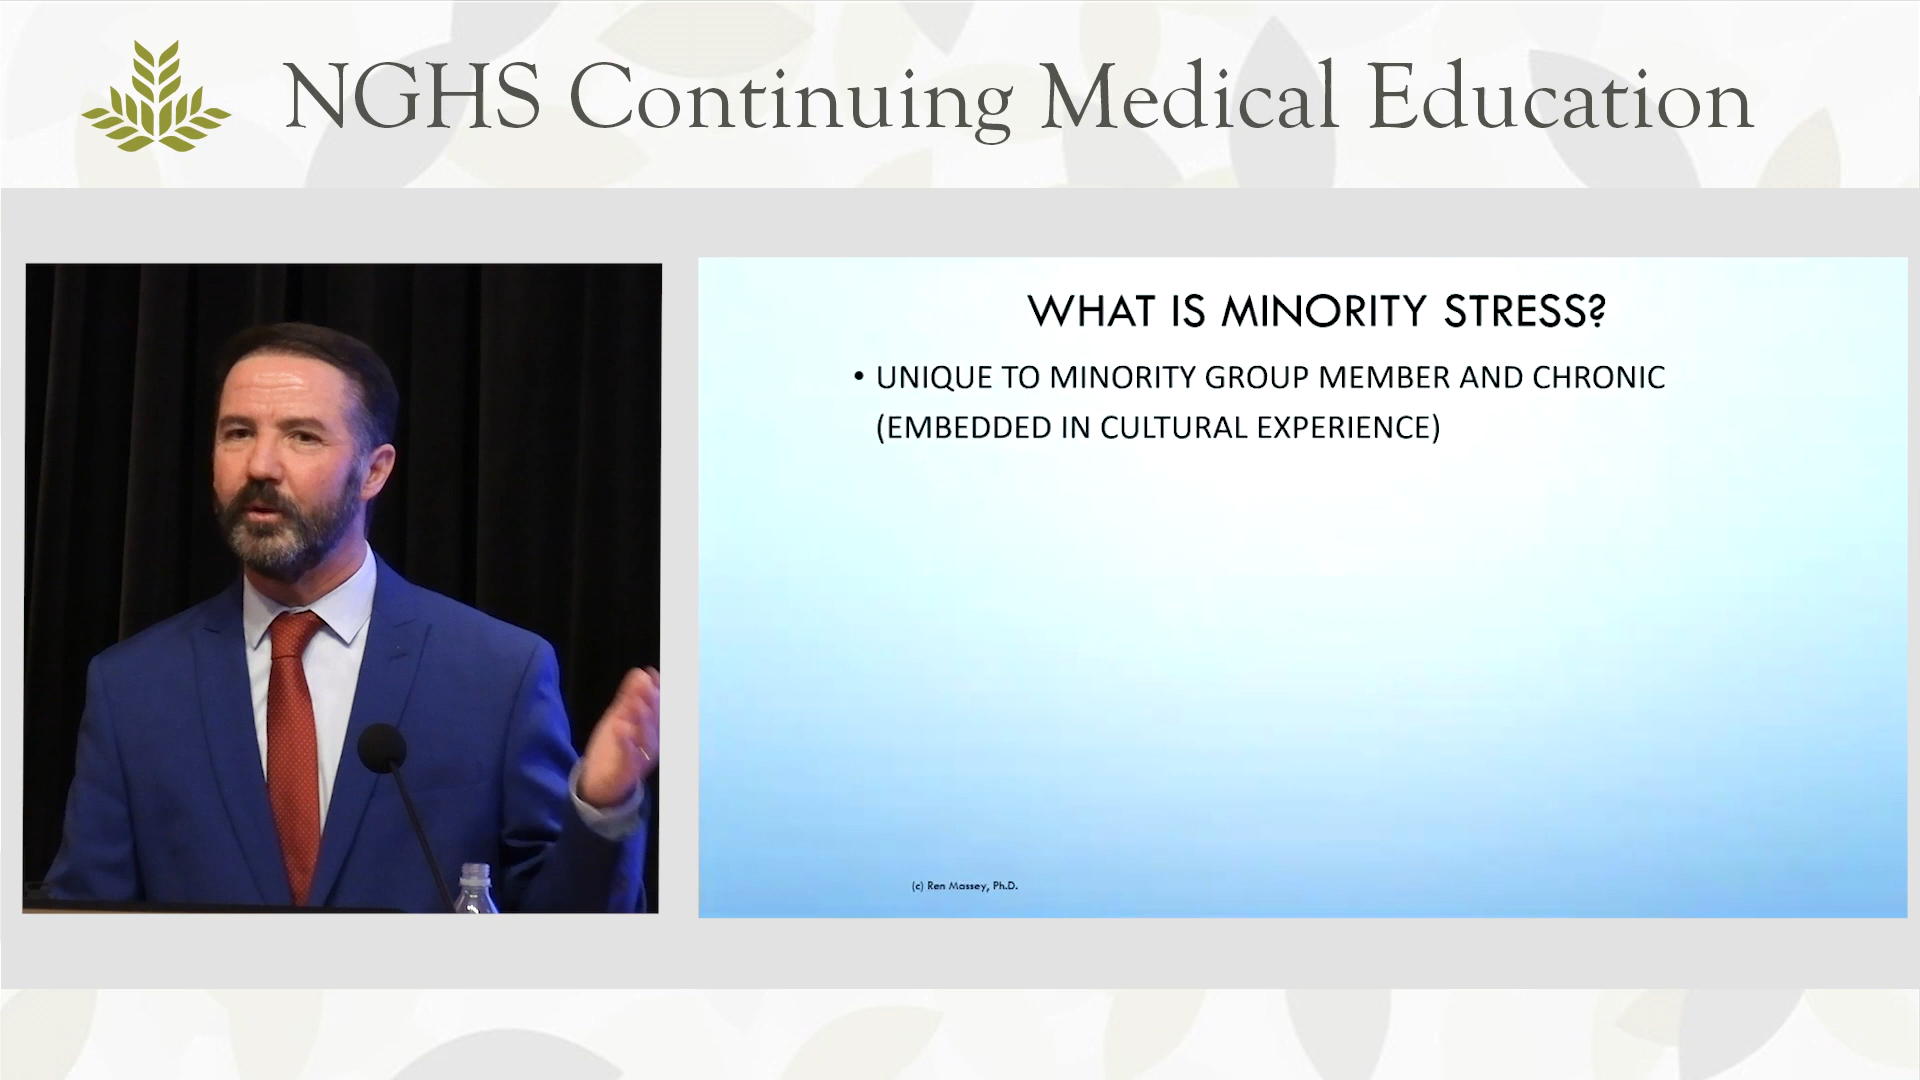 NGHS Continuing Medical Education
WHAT IS MINORITY STRESS?
• UNIQUE TO MINORITY GROUP MEMBER AND CHRONIC
(EMBEDDED IN CULTURAL EXPERIENCE)
(c) Ren Massey, Ph.D.